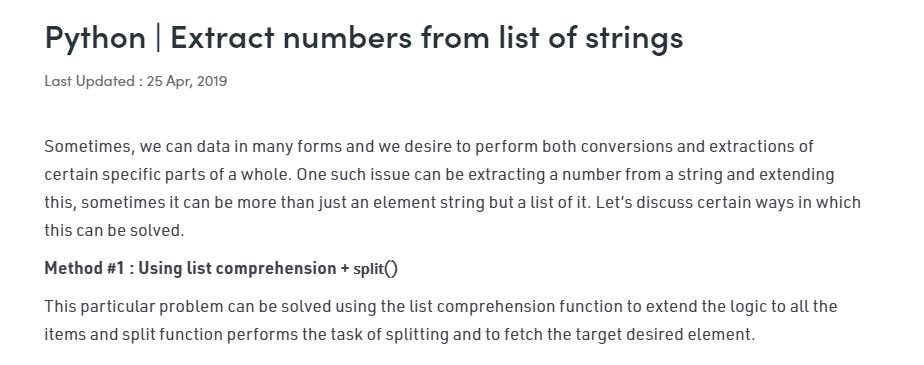 Python | Extract numbers from list of strings
Last Updated : 25 Apr, 2019
Sometimes, we can data in many forms and we desire to perform both conversions and extractions of
certain specific parts of a whole. One such issue can be extracting a number from a string and extending
this, sometimes it can be more than just an element string but a list of it. Let’s discuss certain ways in which
this can be solved.
Method #1 : Using list comprehension + split()
This particular problem can be solved using the list comprehension function to extend the logic to all the
items and split function performs the task of splitting and to fetch the target desired element.